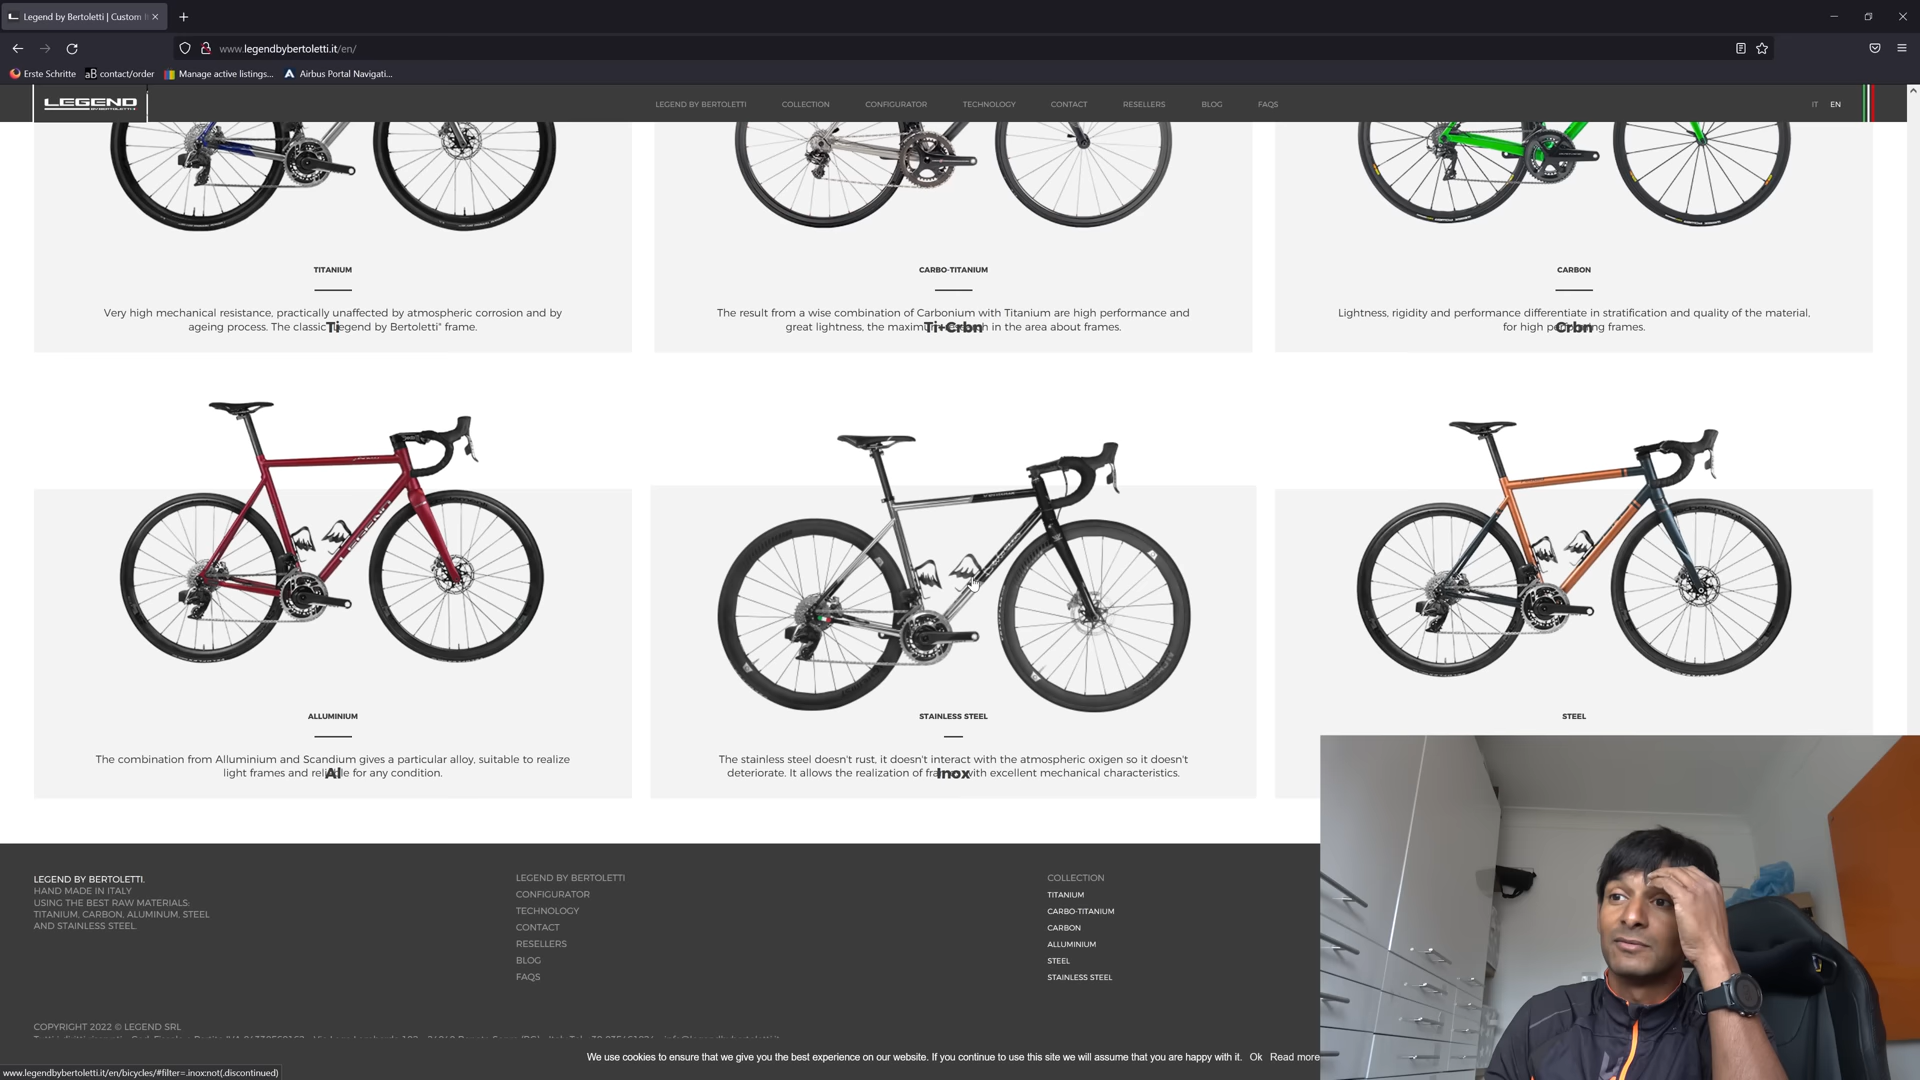 Legend by Bertoletti | Custom
www.legendbybertoletti.it/en/
Erste Schritte
aB contact/order
Manage active listings...
Airbus Portal Navigati...
LEGEND
LEGEND BY BERTOLETTI
COLLECTION
CONFIGURATOR
TECHNOLOGY
CONTACT
RESELLERS
BLOG
FAQS
IT
EN
TITANIUM
Very high mechanical resistance, practically unaffected by atmospheric corrosion and by
ageing process. The classic "Legend by Bertoletti" frame.
Ti
CARBO-TITANIUM
The result from a wise combination of Carbonium with Titanium are high performance and
great lightness, the maximum in the area about frames.
Ti+Crbn
CARBON
Lightness, rigidity and performance differentiate in stratification and quality of the material,
for high performing frames.
Crbn
ALLUMINIUM
The combination from Alluminium and Scandium gives a particular alloy, suitable to realize
light frames and reliable for any condition.
Al
STAINLESS STEEL
The stainless steel doesn't rust, it doesn't interact with the atmospheric oxigen so it doesn't
deteriorate. It allows the realization of frames with excellent mechanical characteristics.
Inox
STEEL
LEGEND BY BERTOLETTI.
HAND MADE IN ITALY
USING THE BEST RAW MATERIALS:
TITANIUM, CARBON, ALUMINUM, STEEL
AND STAINLESS STEEL.
LEGEND BY BERTOLETTI
CONFIGURATOR
TECHNOLOGY
CONTACT
RESELLERS
BLOG
FAQS
COLLECTION
TITANIUM
CARBO-TITANIUM
CARBON
ALLUMINIUM
STEEL
STAINLESS STEEL
COPYRIGHT 2022 © LEGEND SRL
We use cookies to ensure that we give you the best experience on our website. If you continue to use this site we will assume that you are happy with it. Ok Read more
www.legendbybertoletti.it/en/bicycles/#filter=.inox:not(.discontinued)